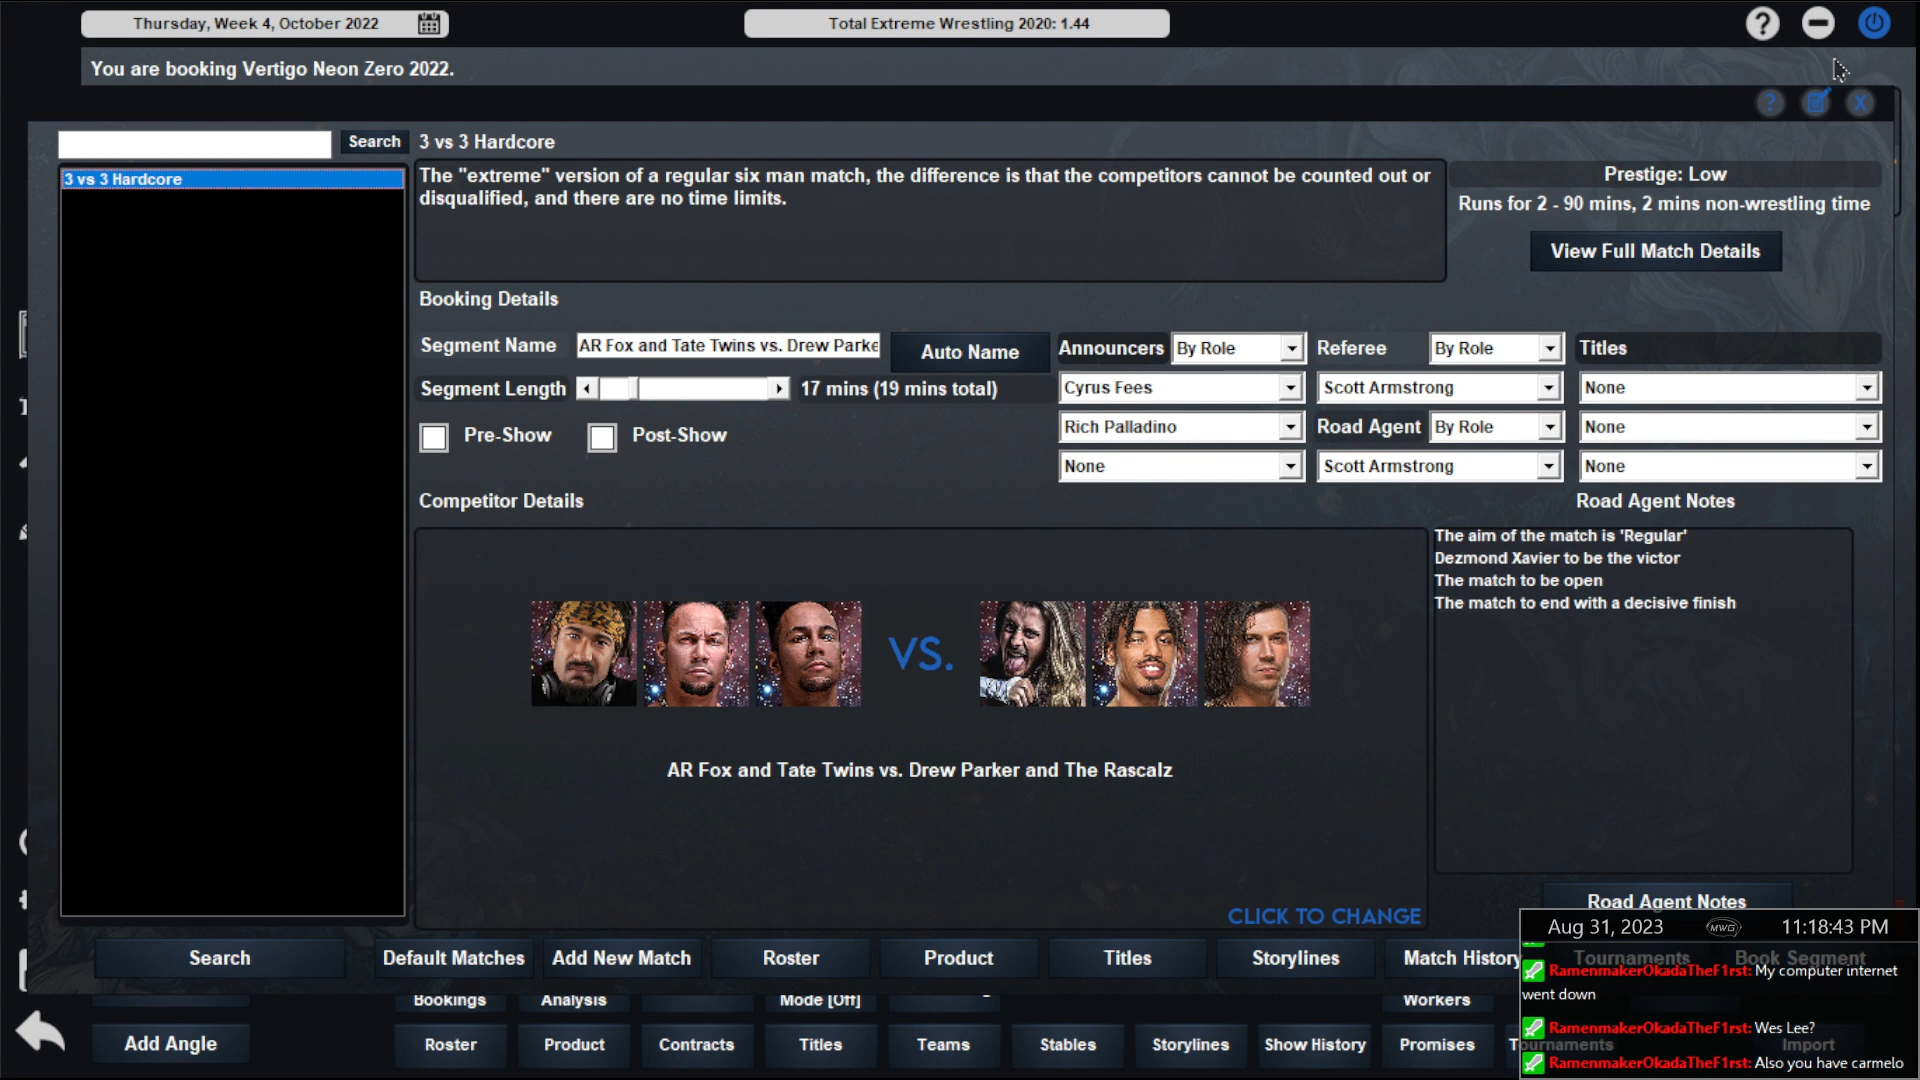 Thursday, Week 4, October 2022
Total Extreme Wrestling 2020: 1.44
?
You are booking Vertigo Neon Zero 2022.
? X
Search
3 vs 3 Hardcore
3 vs 3 Hardcore
The "extreme" version of a regular six man match, the difference is that the competitors cannot be counted out or
disqualified, and there are no time limits.
Prestige: Low
Runs for 2 - 90 mins, 2 mins non-wrestling time
View Full Match Details
Booking Details
Segment Name
AR Fox and Tate Twins vs. Drew Parke
Auto Name
Announcers
By Role
Referee
By Role
Titles
Segment Length
17 mins (19 mins total)
Cyrus Fees
Scott Armstrong
None
Pre-Show
Post-Show
Rich Palladino
Road Agent
By Role
None
None
Scott Armstrong
None
Competitor Details
Road Agent Notes
The aim of the match is 'Regular'
Dezmond Xavier to be the victor
The match to be open
The match to end with a decisive finish
VS.
AR Fox and Tate Twins vs. Drew Parker and The Rascalz
CLICK TO CHANGE
Road Agent Notes
Aug 31, 2023
MWG
11:18:43 PM
Search
Default Matches
Add New Match
Roster
Product
Titles
Storylines
Match History
Tournaments
Book Segment
RamenmakerOkadaTheF1rst: My computer internet
went down
RamenmakerOkadaTheF1rst: Wes Lee?
RamenmakerOkadaTheF1rst: Also you have carmelo
Bookings
Analysis
Mode [Off]
Workers
Add Angle
Roster
Product
Contracts
Titles
Teams
Stables
Storylines
Show History
Promises
Tournaments
Import